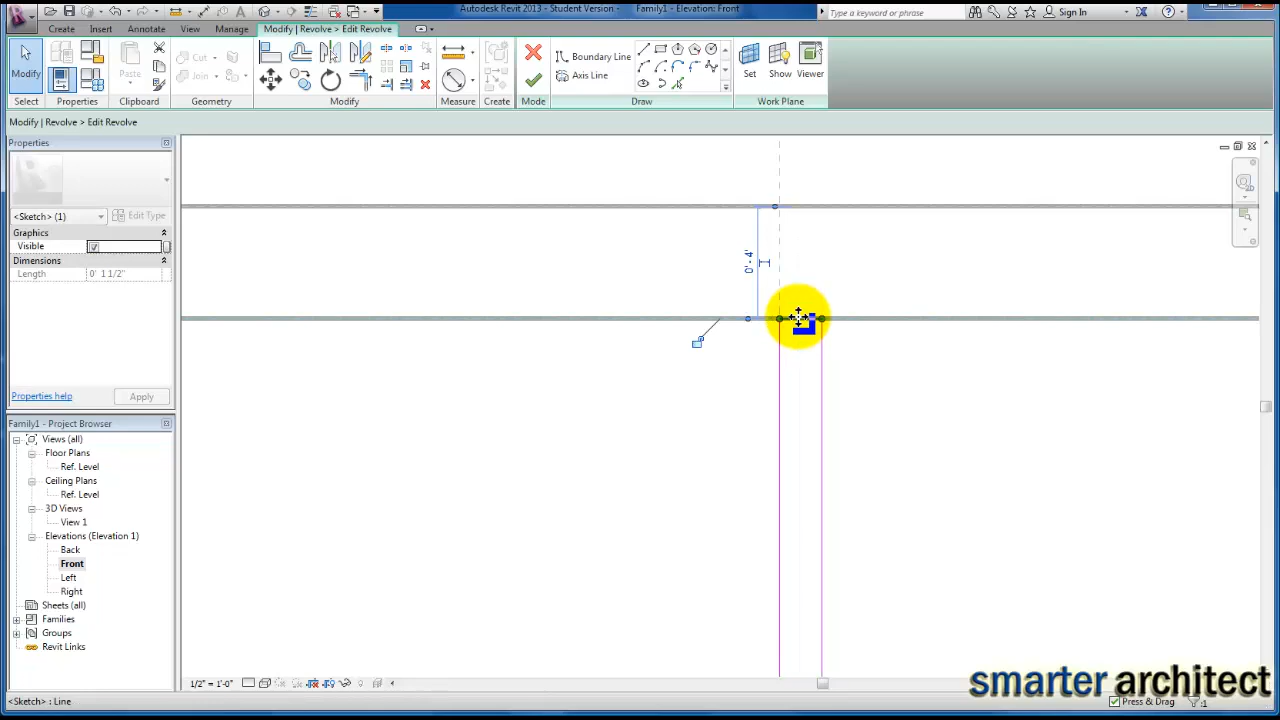 Autodesk Revit 2013 - Student Version - Family1 - Elevation: Front
Type a keyword or phrase
Sign In
Create Insert Annotate View Manage Modify | Revolve > Edit Revolve
Modify
Paste
Cut
Join
Boundary Line
Axis Line
Set Show Viewer
Select Properties Clipboard Geometry Modify Measure Create Mode Draw Work Plane
Modify | Revolve > Edit Revolve
Properties
<Sketch> (1)
Edit Type
Graphics
Visible
Dimensions
Length 0' 1 1/2"
Properties help
Apply
Family1 - Project Browser
Views (all)
Floor Plans
Ref. Level
Ceiling Plans
Ref. Level
3D Views
View 1
Elevations (Elevation 1)
Back
Front
Left
Right
Sheets (all)
Families
Groups
Revit Links
0' - 4"
1/2" = 1'-0"
smarter architect
<Sketch> : Line
Press & Drag
:1